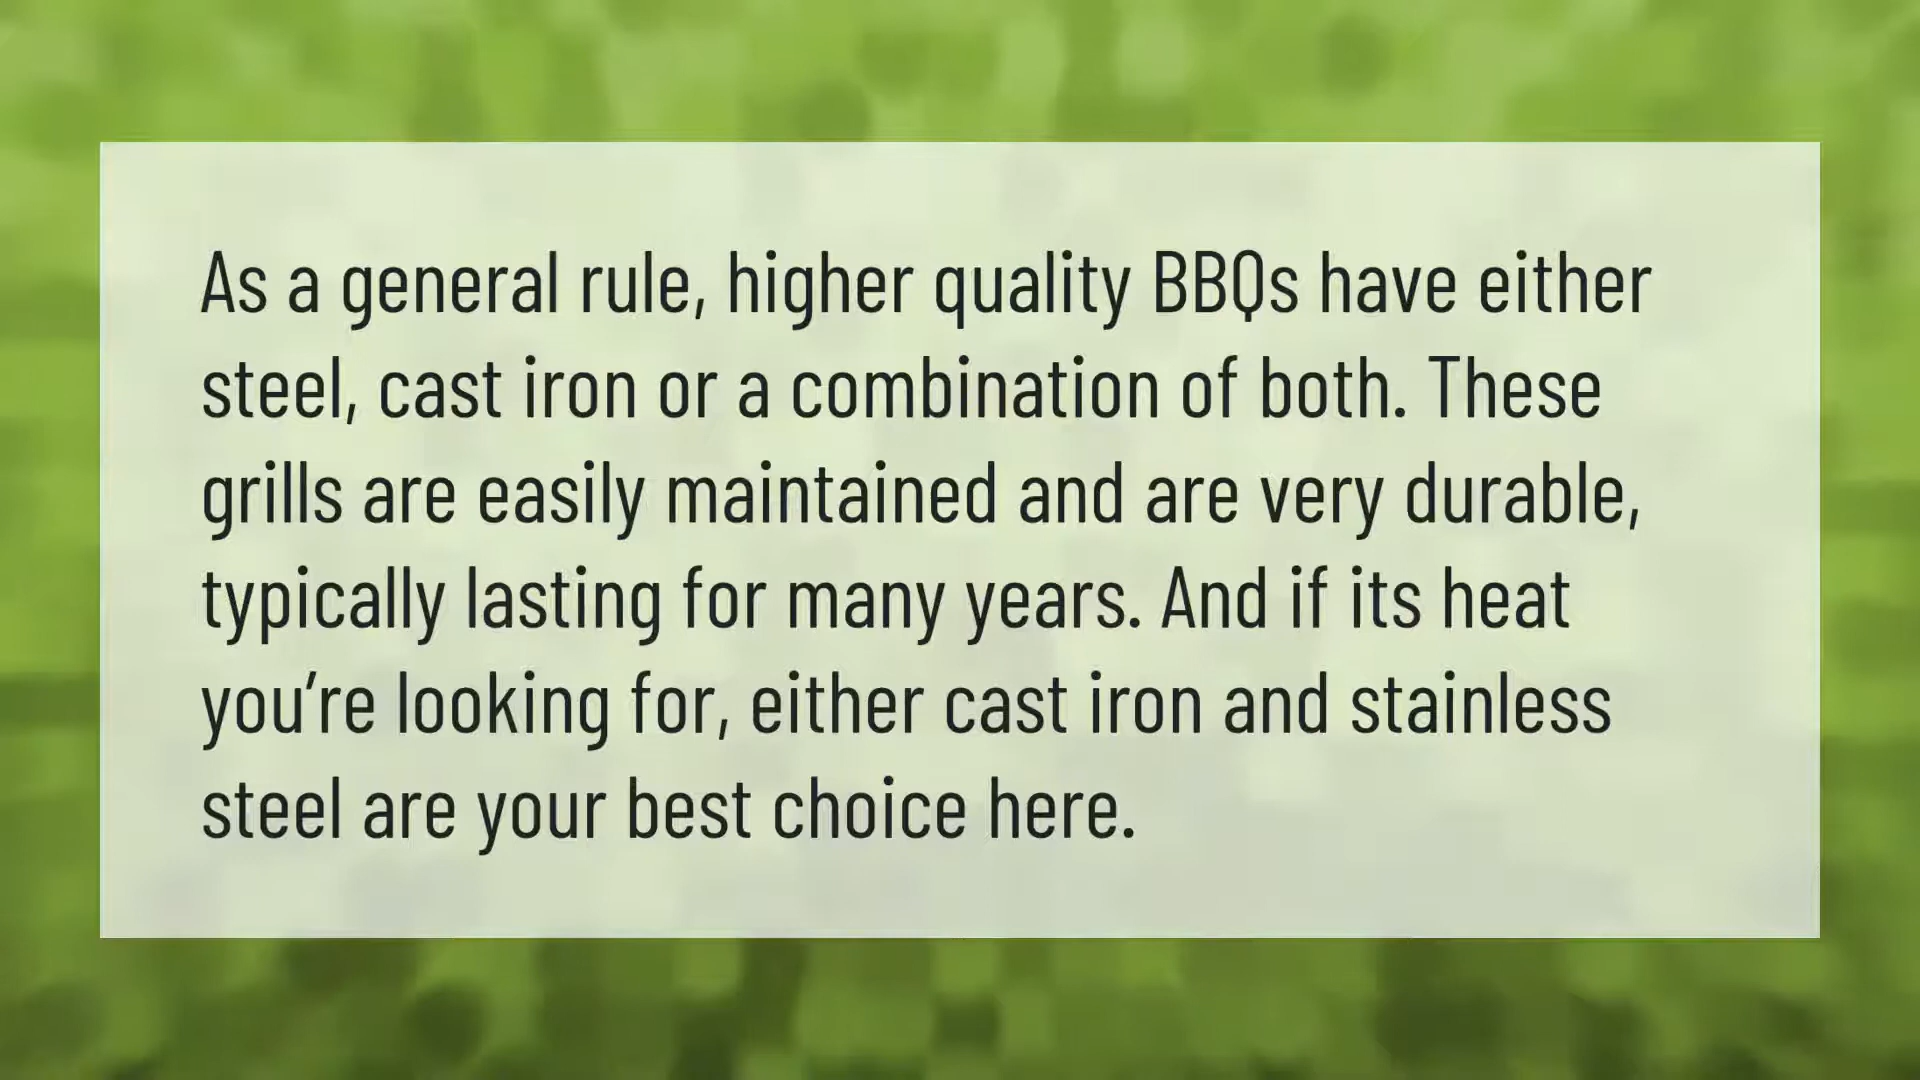 As a general rule, higher quality BBQs have either
steel, cast iron or a combination of both. These
grills are easily maintained and are very durable,
typically lasting for many years. And if its heat
you’re looking for, either cast iron and stainless
steel are your best choice here.